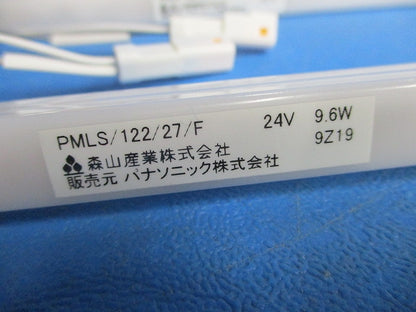 PMLS/122/27/F 24V 9.6W
森山産業株式会社 9Z19
販売元 パナソニック株式会社